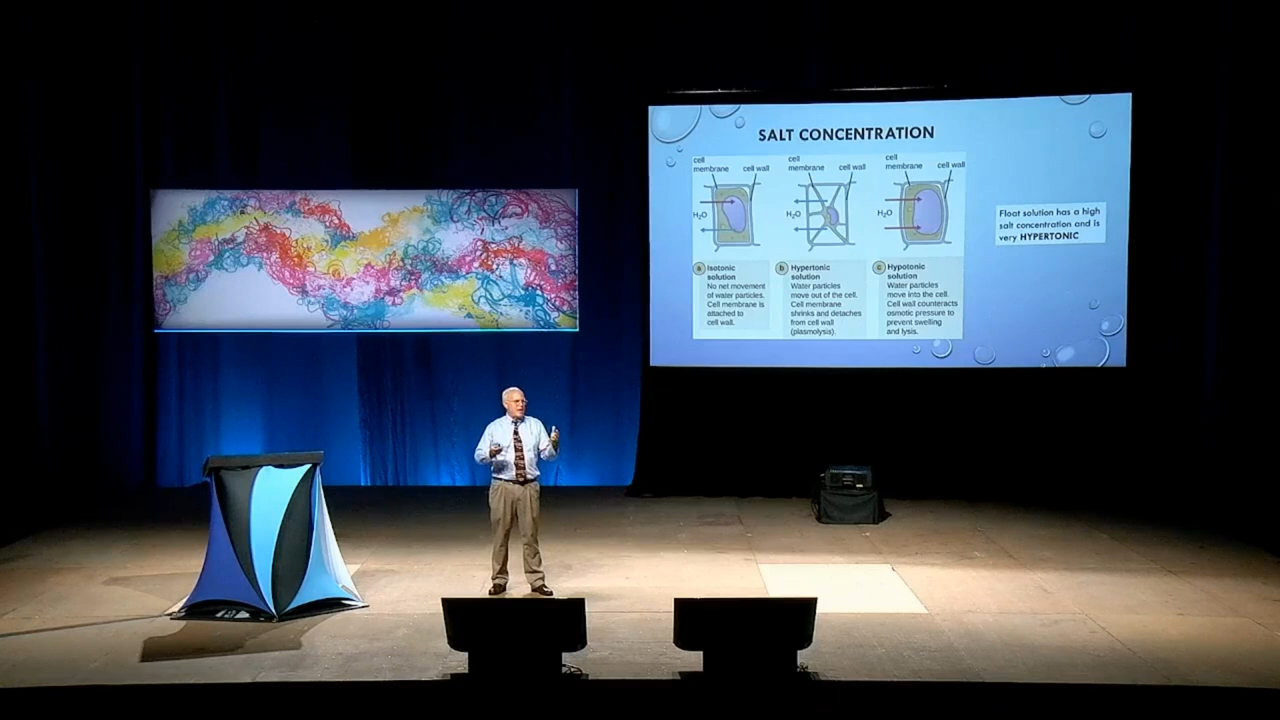 SALT CONCENTRATION
cell
membrane
cell wall
H₂O
cell
membrane
cell wall
H₂O
cell
membrane
cell wall
H₂O
a Isotonic
solution
No net movement
of water particles.
Cell membrane is
attached to
cell wall.
b Hypertonic
solution
Water particles
move out of the cell.
Cell membrane
shrinks and detaches
from cell wall
(plasmolysis).
c Hypotonic
solution
Water particles
move into the cell.
Cell wall counteracts
osmotic pressure to
prevent swelling
and lysis.
Float solution has a high
salt concentration and is
very HYPERTONIC